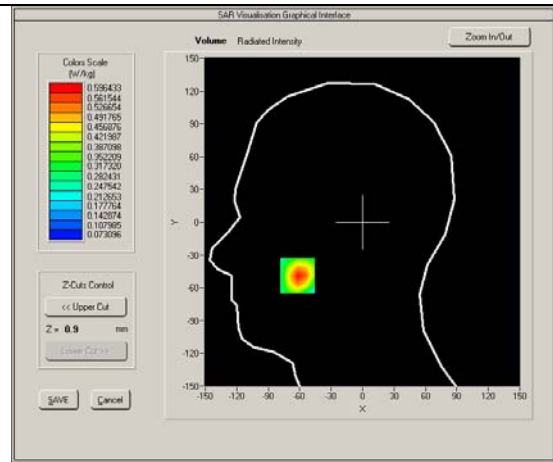 SAR Visualisation Graphical Interface
Volume Radiated Intensity
Zoom In/Out
Colors Scale
(W/kg)
0.596433
0.561544
0.526654
0.491765
0.456876
0.421987
0.387098
0.352209
0.317320
0.282431
0.247542
0.212653
0.177764
0.142874
0.107985
0.073096
Z-Cuts Control
<< Upper Cut
Z = 0.9 mm
Lower Cut >>
SAVE
Cancel
150
120
90
60
30
0
-30
-60
-90
-120
-150
Y
-150 -120 -90 -60 -30 0 30 60 90 120 150
X